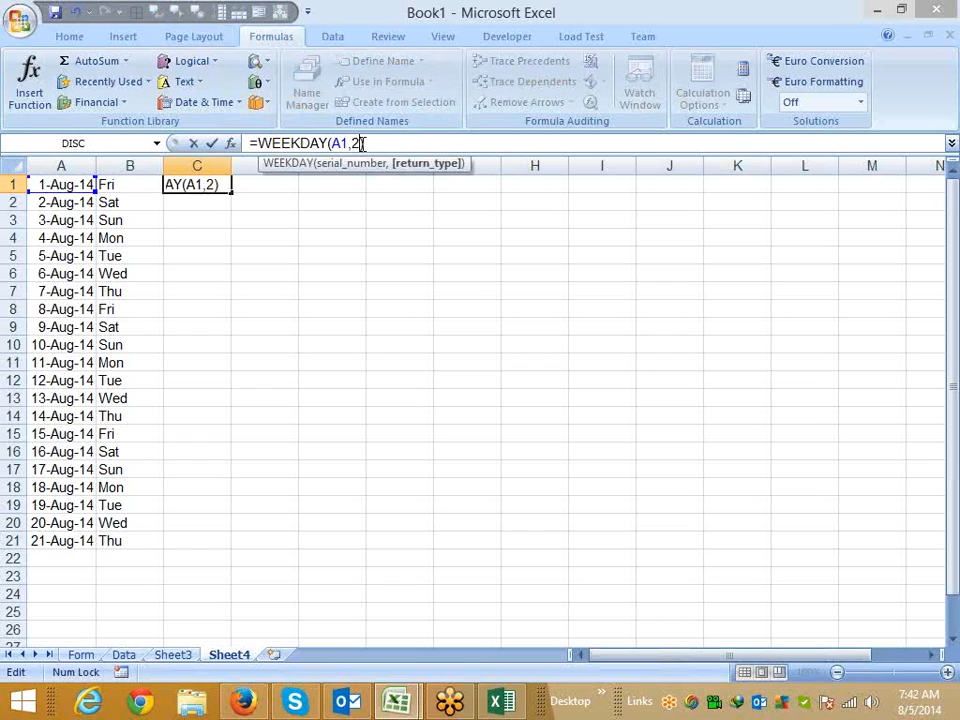 Book1 - Microsoft Excel
Home Insert Page Layout Formulas Data Review View Developer Load Test Team
AutoSum Logical Define Name Trace Precedents Euro Conversion
Insert Function Recently Used Text Name Manager Use in Formula Trace Dependents Watch Window Calculation Options Euro Formatting
Financial Date & Time Create from Selection Remove Arrows Off
Function Library Defined Names Formula Auditing Solutions
DISC fx =WEEKDAY(A1,2)
WEEKDAY(serial_number, [return_type])
A B C H I J K L M N
1 1-Aug-14 Fri AY(A1,2)
2 2-Aug-14 Sat
3 3-Aug-14 Sun
4 4-Aug-14 Mon
5 5-Aug-14 Tue
6 6-Aug-14 Wed
7 7-Aug-14 Thu
8 8-Aug-14 Fri
9 9-Aug-14 Sat
10 10-Aug-14 Sun
11 11-Aug-14 Mon
12 12-Aug-14 Tue
13 13-Aug-14 Wed
14 14-Aug-14 Thu
15 15-Aug-14 Fri
16 16-Aug-14 Sat
17 17-Aug-14 Sun
18 18-Aug-14 Mon
19 19-Aug-14 Tue
20 20-Aug-14 Wed
21 21-Aug-14 Thu
22
23
24
25
26
27
Form Data Sheet3 Sheet4
Edit Num Lock 100%
Desktop Links 7:42 AM
8/5/2014